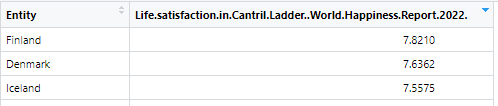 Entity Life.satisfaction.in.Cantril.Ladder..World.Happiness.Report.2022.
Finland 7.8210
Denmark 7.6362
Iceland 7.5575